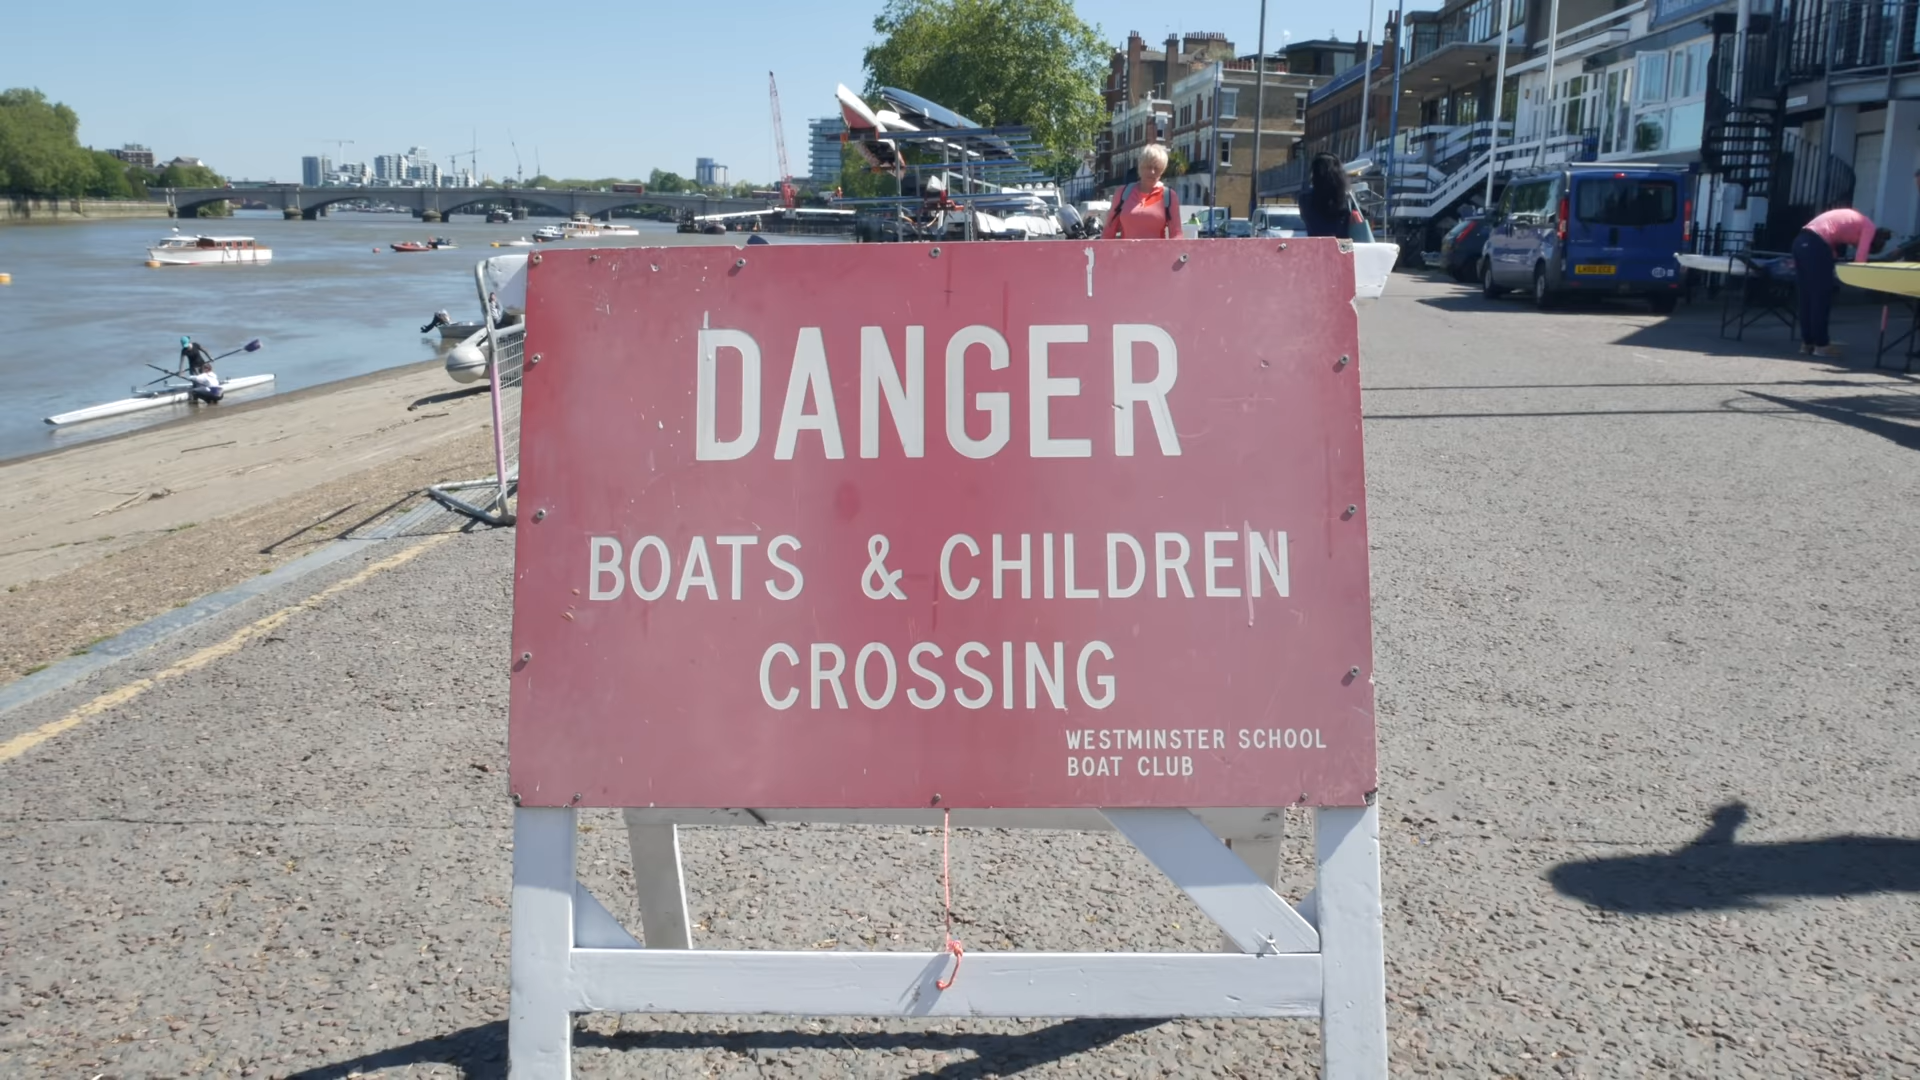 DANGER
BOATS & CHILDREN
CROSSING
WESTMINSTER SCHOOL
BOAT CLUB